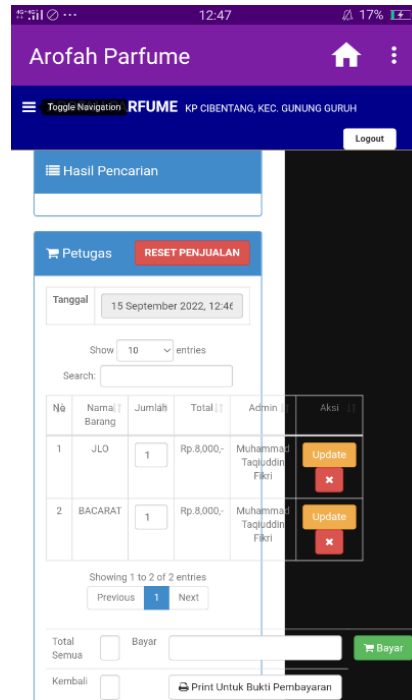 12:47
17%
Arofah Parfume
Toggle Navigation RFUME KP CIBENTANG, KEC. GUNUNG GURUH
Logout
Hasil Pencarian
Petugas RESET PENJUALAN
Tanggal 15 September 2022, 12:46
Show 10 entries
Search:
No Nama Barang Jumlah Total Admin Aksi
1 JLO 1 Rp.8,000,- Muhammad Taqiuddin Fikri Update
2 BACARAT 1 Rp.8,000,- Muhammad Taqiuddin Fikri Update
Showing 1 to 2 of 2 entries
Previous 1 Next
Total Semua Bayar Bayar
Kembali Print Untuk Bukti Pembayaran